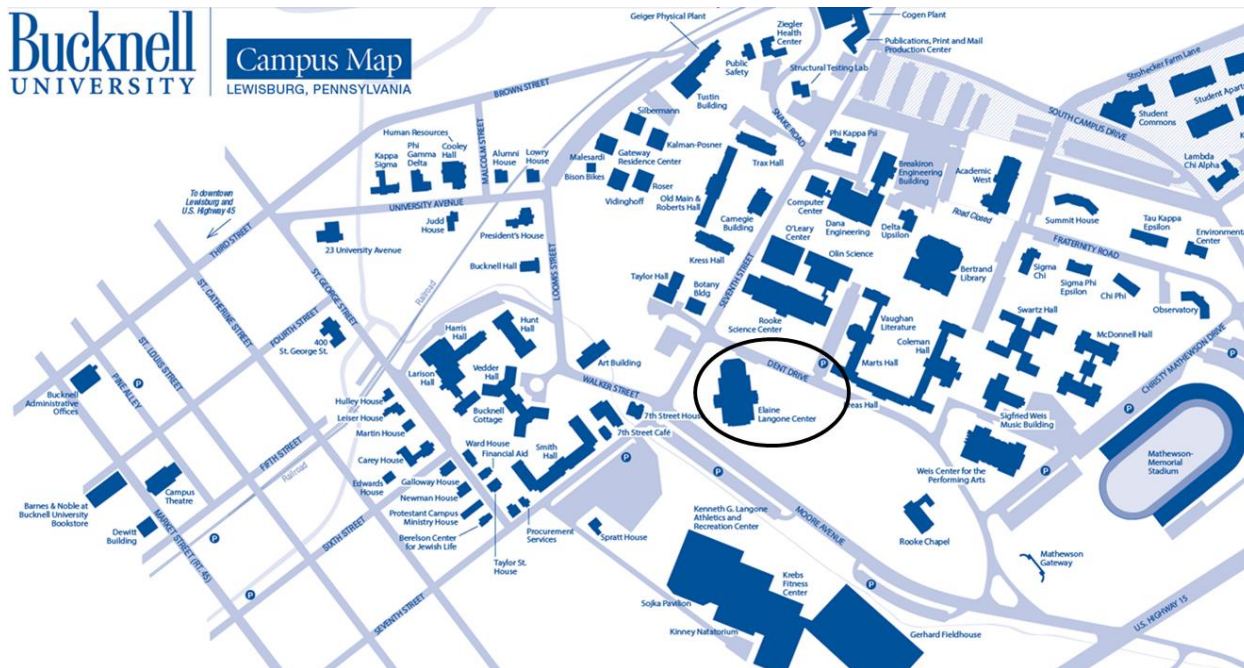 Bucknell
UNIVERSITY
Campus Map
LEWISBURG, PENNSYLVANIA
Geiger Physical Plant
Ziegler
Health
Center
Cogen Plant
Publications, Print and Mail
Production Center
Public
Safety
Structural Testing Lab
Tustin
Building
Strohecker Farm Lane
Student
Commons
SOUTH CAMPUS DRIVE
Lambda
Chi Alpha
BROWN STREET
Silbermann
SNAKE ROAD
Phi Kappa Psi
Human Resources
Cooley
Hall
MALCOLM STREET
Alumni
House
Lowry
House
Phi
Gamma
Delta
Kappa
Sigma
Kalman-Posner
Gateway
Residence Center
Malesardi
Bison Bikes
Trax Hall
Breakiron
Engineering
Building
Academic
West
Roser
Vidinghoff
Old Main &
Roberts Hall
Computer
Center
Dana
Engineering
Carnegie
Building
Delta
Upsilon
Road Closed
Summit House
Tau Kappa
Epsilon
Environmental
Center
To downtown
Lewisburg and
U.S. Highway 45
THIRD STREET
UNIVERSITY AVENUE
Judd
House
President's House
23 University Avenue
O'Leary
Center
Olin Science
FRATERNITY ROAD
Bertrand
Library
Sigma
Chi
Sigma Phi
Epsilon
Chi Phi
Observatory
Kress Hall
SEVENTH STREET
Bucknell Hall
LOOMIS STREET
Taylor Hall
Botany
Bldg
Rooke
Science Center
Vaughan
Literature
Coleman
Hall
Marts Hall
Swartz Hall
McDonnell Hall
ST. CATHERINE STREET
ST. GEORGE STREET
FOURTH STREET
Railroad
400
St. George St.
Harris
Hall
Hunt
Hall
Larison
Hall
Vedder
Hall
Bucknell
Cottage
Art Building
WALKER STREET
DENT DRIVE
P
CHRISTY MATHEWSON DRIVE
ST. LOUIS STREET
PINE ALLEY
P
Bucknell
Administrative
Offices
Hulley House
Leiser House
Martin House
Elaine
Langone Center
7th Street House
7th Street Café
Sigfried Weis
Music Building
P
Smith
Hall
Ward House
Financial Aid
Carey House
FIFTH STREET
Railroad
P
P
Weis Center for the
Performing Arts
Mathewson-
Memorial
Stadium
Edwards
House
Galloway House
Newman House
Protestant Campus
Ministry House
Berelson Center
for Jewish Life
Campus
Theatre
Barnes & Noble at
Bucknell University
Bookstore
Dewitt
Building
MARKET STREET (RT. 45)
P
SIXTH STREET
Procurement
Services
Taylor St.
House
Spratt House
Kenneth G. Langone
Athletics and
Recreation Center
MOORE AVENUE
Rooke Chapel
Mathewson
Gateway
P
P
Krebs
Fitness
Center
Sojka Pavilion
Kinney Natatorium
Gerhard Fieldhouse
SEVENTH STREET
U.S. HIGHWAY 15